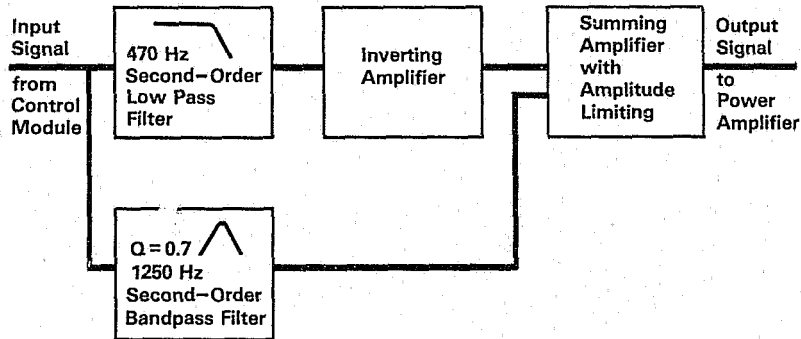 Input
Signal
from
Control
Module
470 Hz
Second-Order
Low Pass
Filter
Inverting
Amplifier
Summing
Amplifier
with
Amplitude
Limiting
Output
Signal
to
Power
Amplifier
Q = 0.7
1250 Hz
Second-Order
Bandpass Filter